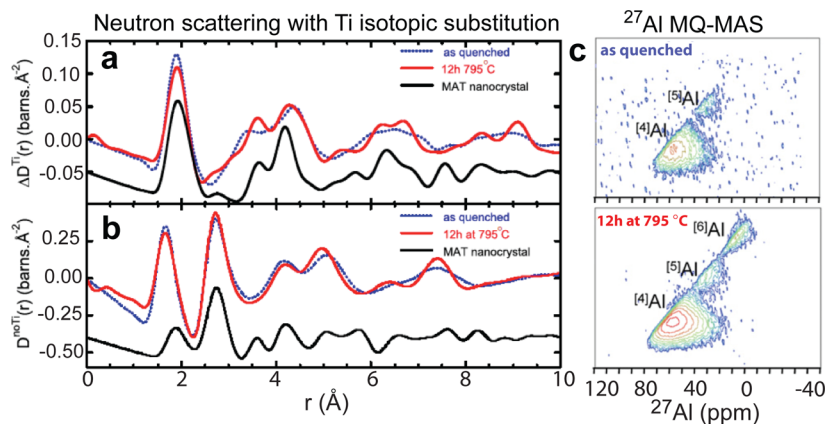 Neutron scattering with Ti isotopic substitution
27Al MQ-MAS
a
as quenched
12h 795°C
MAT nanocrystal
ΔD^Ti(r) (barns.Å^-2)
0.15
0.10
0.05
0.00
-0.05
b
as quenched
12h at 795°C
MAT nanocrystal
D^noTi(r) (barns.Å^-2)
0.25
0.00
-0.25
-0.50
0 2 4 6 8 10
r (Å)
c
as quenched
[5]Al
[4]Al
12h at 795 °C
[6]Al
[5]Al
[4]Al
120 80 40 0 -40
27Al (ppm)